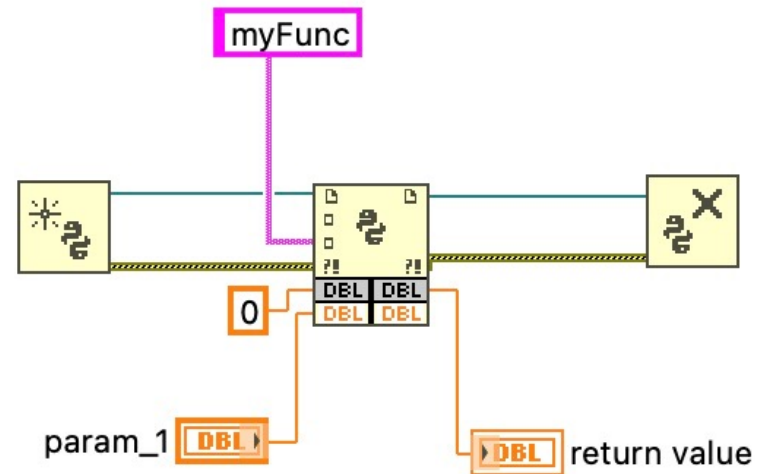 myFunc
?!
?!
DBL DBL
0
DBL DBL
param_1 DBL
DBL return value